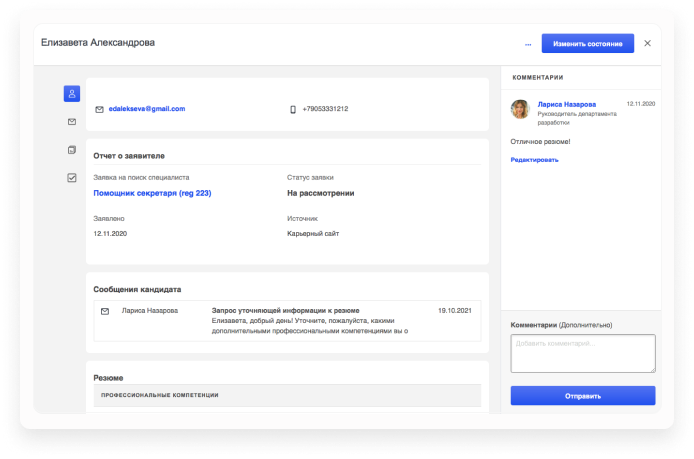 Елизавета Александрова
...
Изменить состояние
edalekseva@gmail.com
+79053331212
Отчет о заявителе
Заявка на поиск специалиста
Статус заявки
Помощник секретаря (reg 223)
На рассмотрении
Заявлено
Источник
12.11.2020
Карьерный сайт
Сообщения кандидата
Лариса Назарова
Запрос уточняющей информации к резюме
19.10.2021
Елизавета, добрый день! Уточните, пожалуйста, какими
дополнительными профессиональными компетенциями вы о
Резюме
ПРОФЕССИОНАЛЬНЫЕ КОМПЕТЕНЦИИ
КОММЕНТАРИИ
Лариса Назарова
12.11.2020
Руководитель департамента
разработки
Отличное резюме!
Редактировать
Комментарии (Дополнительно)
Добавить комментарий...
Отправить